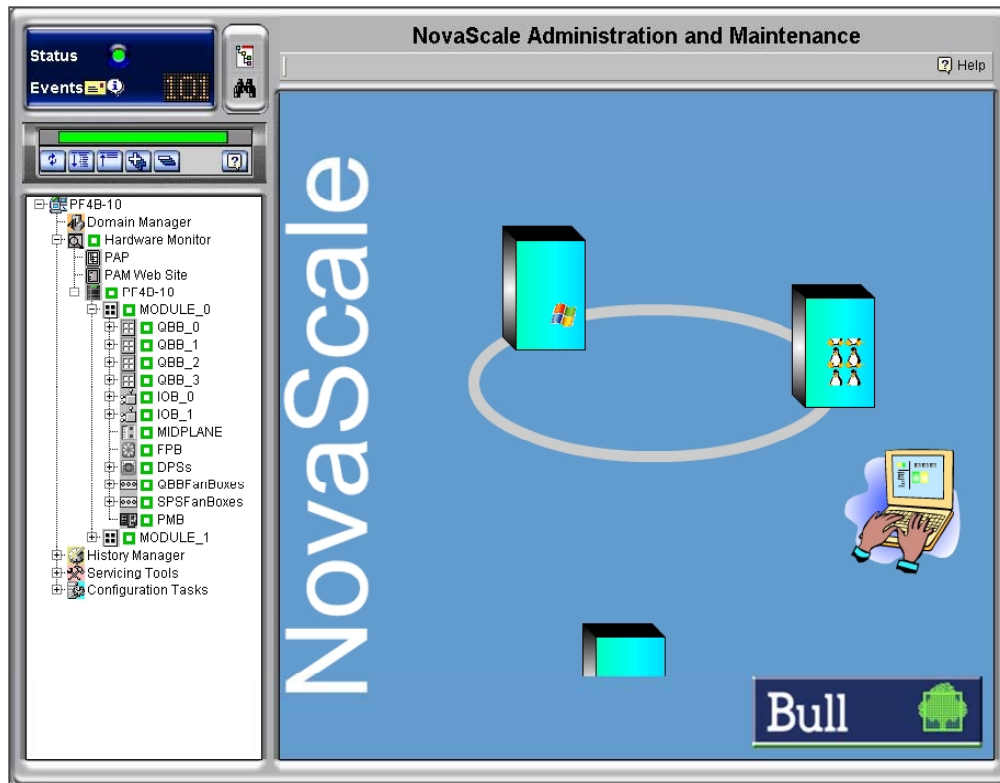 NovaScale Administration and Maintenance
Status
Events
Help
PF4B-10
Domain Manager
Hardware Monitor
PAP
PAM Web Site
PF4B-10
MODULE_0
QBB_0
QBB_1
QBB_2
QBB_3
IOB_0
IOB_1
MIDPLANE
FPB
DPSs
QBBFanBoxes
SPSFanBoxes
PMB
MODULE_1
History Manager
Servicing Tools
Configuration Tasks
NovaScale
Bull